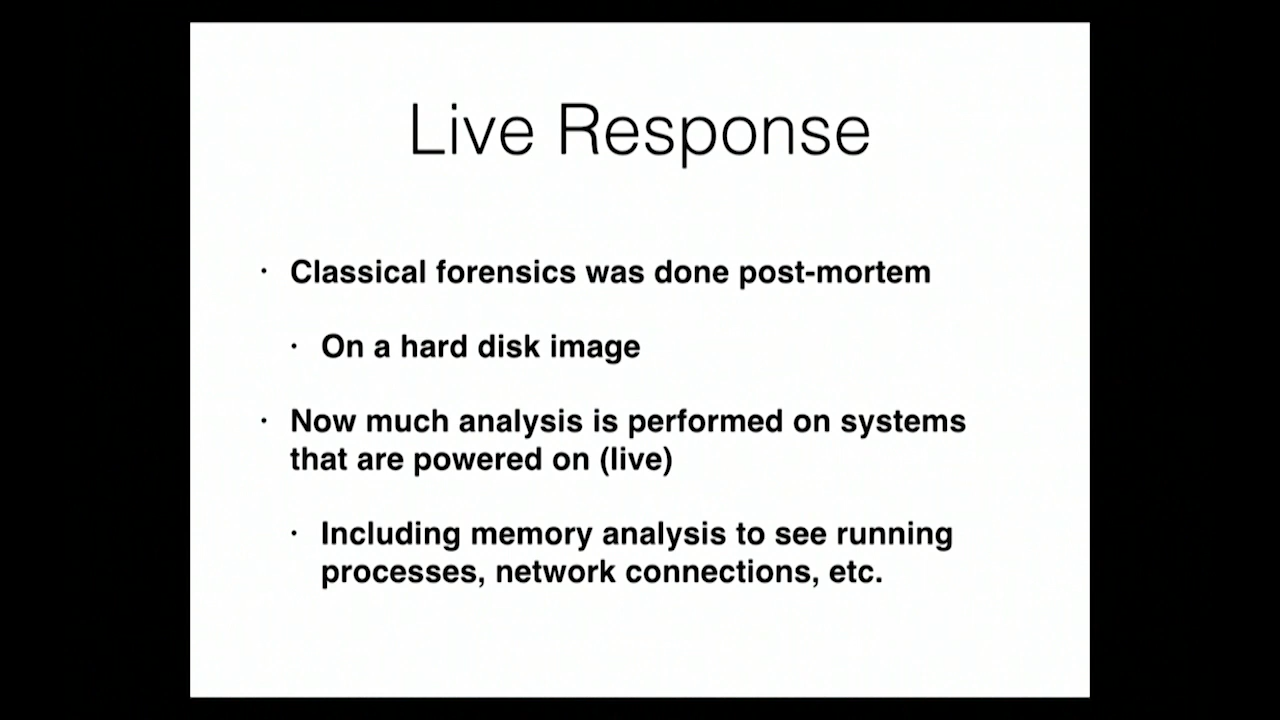 Live Response
· Classical forensics was done post-mortem
· On a hard disk image
· Now much analysis is performed on systems
that are powered on (live)
· Including memory analysis to see running
processes, network connections, etc.